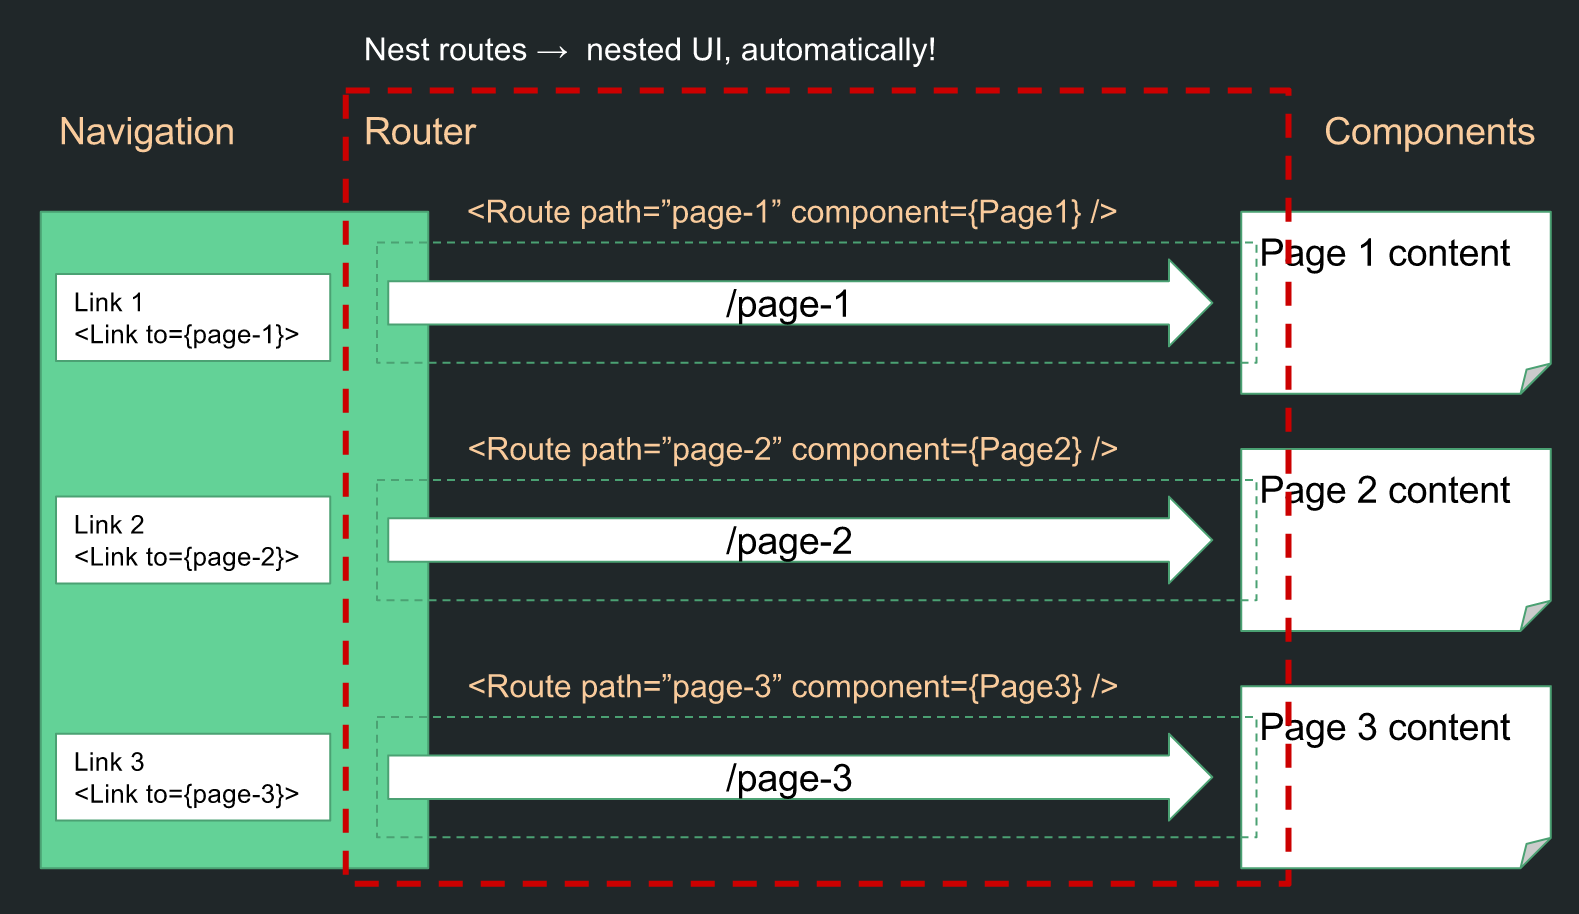 Nest routes → nested UI, automatically!
Navigation
Router
Components
<Route path=”page-1” component={Page1} />
Link 1
<Link to={page-1}>
/page-1
Page 1 content
<Route path=”page-2” component={Page2} />
Link 2
<Link to={page-2}>
/page-2
Page 2 content
<Route path=”page-3” component={Page3} />
Link 3
<Link to={page-3}>
/page-3
Page 3 content